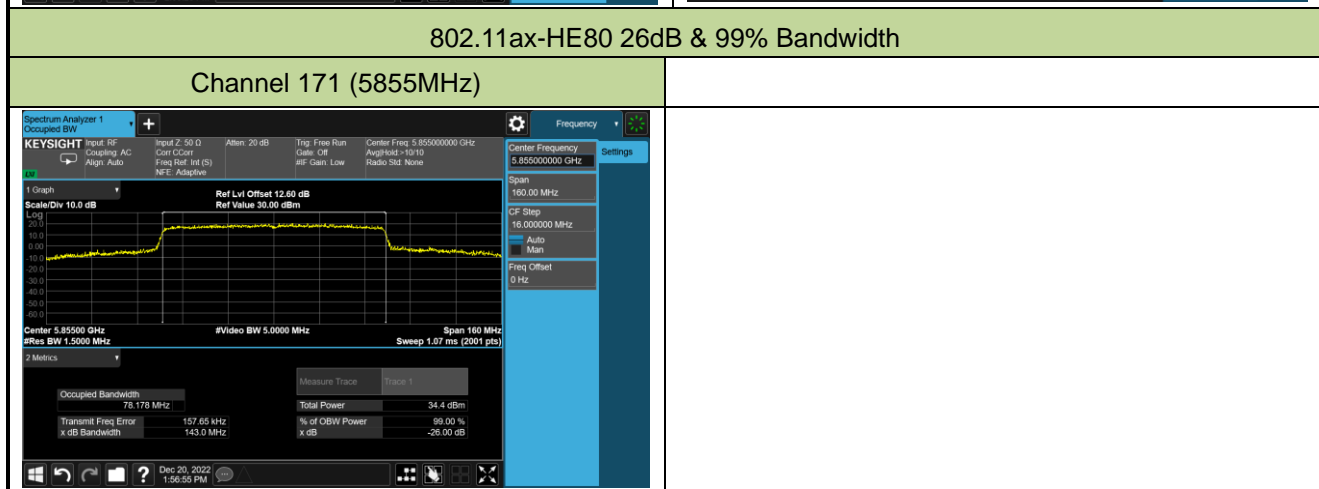 802.11ax-HE80 26dB & 99% Bandwidth
Channel 171 (5855MHz)
Spectrum Analyzer 1
Occupied BW
Frequency
KEYSIGHT
Input: RF
Coupling: AC
Align: Auto
Input Z: 50 Ω
Corr CCorr
Freq Ref: Int (S)
NFE: Adaptive
Atten: 20 dB
Trig: Free Run
Gate: Off
#IF Gain: Low
Center Freq: 5.855000000 GHz
Avg|Hold:>10/10
Radio Std: None
Center Frequency
5.855000000 GHz
Settings
Span
160.00 MHz
CF Step
16.000000 MHz
Auto
Man
Freq Offset
0 Hz
1 Graph
Scale/Div 10.0 dB
Ref Lvl Offset 12.60 dB
Ref Value 30.00 dBm
Log
20.0
10.0
0.00
-10.0
-20.0
-30.0
-40.0
-50.0
-60.0
Center 5.85500 GHz
#Video BW 5.0000 MHz
Span 160 MHz
#Res BW 1.5000 MHz
Sweep 1.07 ms (2001 pts)
2 Metrics
Measure Trace
Trace 1
Occupied Bandwidth
78.178 MHz
Total Power
34.4 dBm
Transmit Freq Error
157.65 kHz
% of OBW Power
99.00 %
x dB Bandwidth
143.0 MHz
x dB
-26.00 dB
?
Dec 20, 2022
1:56:55 PM